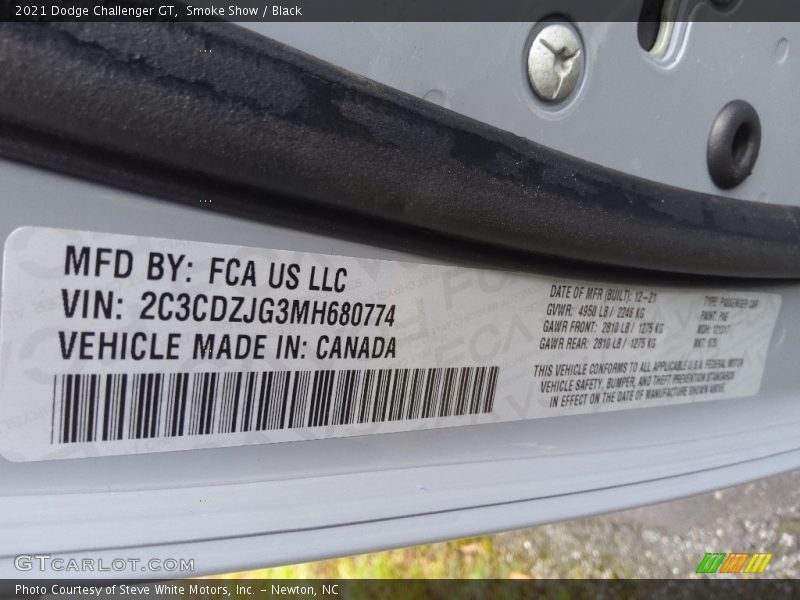 2021 Dodge Challenger GT, Smoke Show / Black
MFD BY: FCA US LLC
VIN: 2C3CDZJG3MH680774
VEHICLE MADE IN: CANADA
DATE OF MFR (BUILT): 12-21
GVWR: 4950 LB / 2245 KG
GAWR FRONT: 2810 LB / 1275 KG
GAWR REAR: 2810 LB / 1275 KG
THIS VEHICLE CONFORMS TO ALL APPLICABLE U.S.A. FEDERAL MOTOR
VEHICLE SAFETY, BUMPER, AND THEFT PREVENTION STANDARDS
IN EFFECT ON THE DATE OF MANUFACTURE SHOWN ABOVE.
TYPE: PASSENGER CAR
PAINT: PAE
MDH:
INT:
GTCARLOT.COM
Photo Courtesy of Steve White Motors, Inc. – Newton, NC